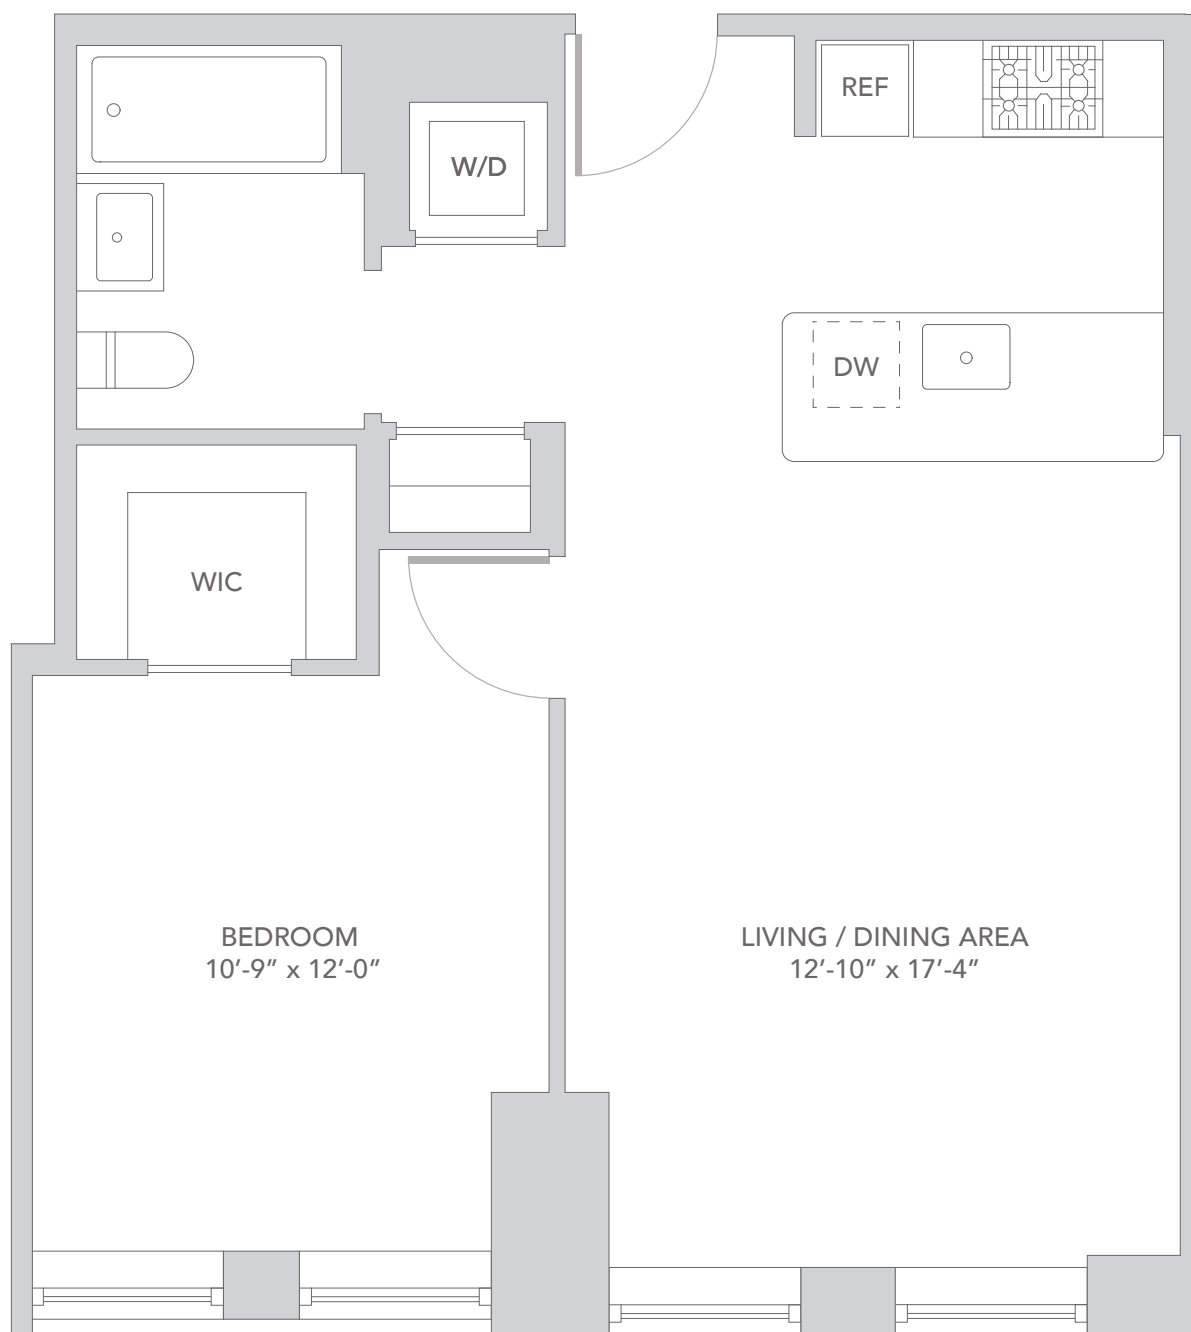 REF
W/D
DW
WIC
BEDROOM
10’-9” x 12’-0”
LIVING / DINING AREA
12’-10” x 17’-4”